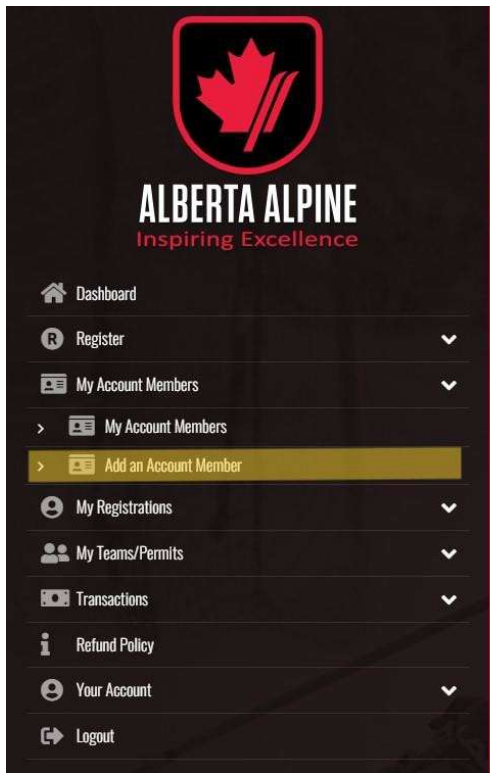 ALBERTA ALPINE
Inspiring Excellence
Dashboard
R Register
My Account Members
My Account Members
Add an Account Member
My Registrations
My Teams/Permits
Transactions
Refund Policy
Your Account
Logout